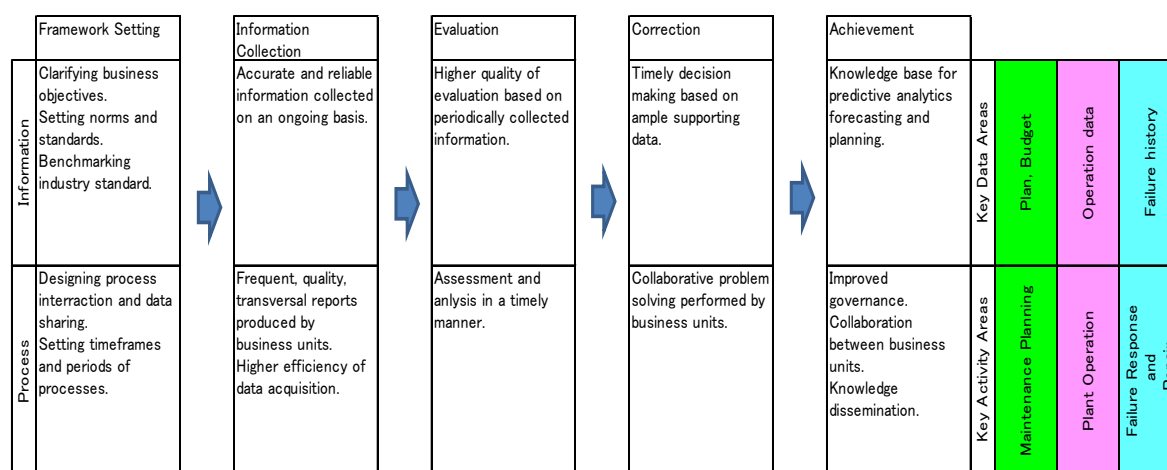 Framework Setting
Information
Collection
Evaluation
Correction
Achievement
Information
Clarifying business
objectives.
Setting norms and
standards.
Benchmarking
industry standard.
Accurate and reliable
information collected
on an ongoing basis.
Higher quality of
evaluation based on
periodically collected
information.
Timely decision
making based on
ample supporting
data.
Knowledge base for
predictive analytics
forecasting and
planning.
Key Data Areas
Plan, Budget
Operation data
Failure history
Process
Designing process
interraction and data
sharing.
Setting timeframes
and periods of
processes.
Frequent, quality,
transversal reports
produced by
business units.
Higher efficiency of
data acquisition.
Assessment and
anlysis in a timely
manner.
Collaborative problem
solving performed by
business units.
Improved
governance.
Collaboration
between business
units.
Knowledge
dissemination.
Key Activity Areas
Maintenance Planning
Plant Operation
Failure Response
and